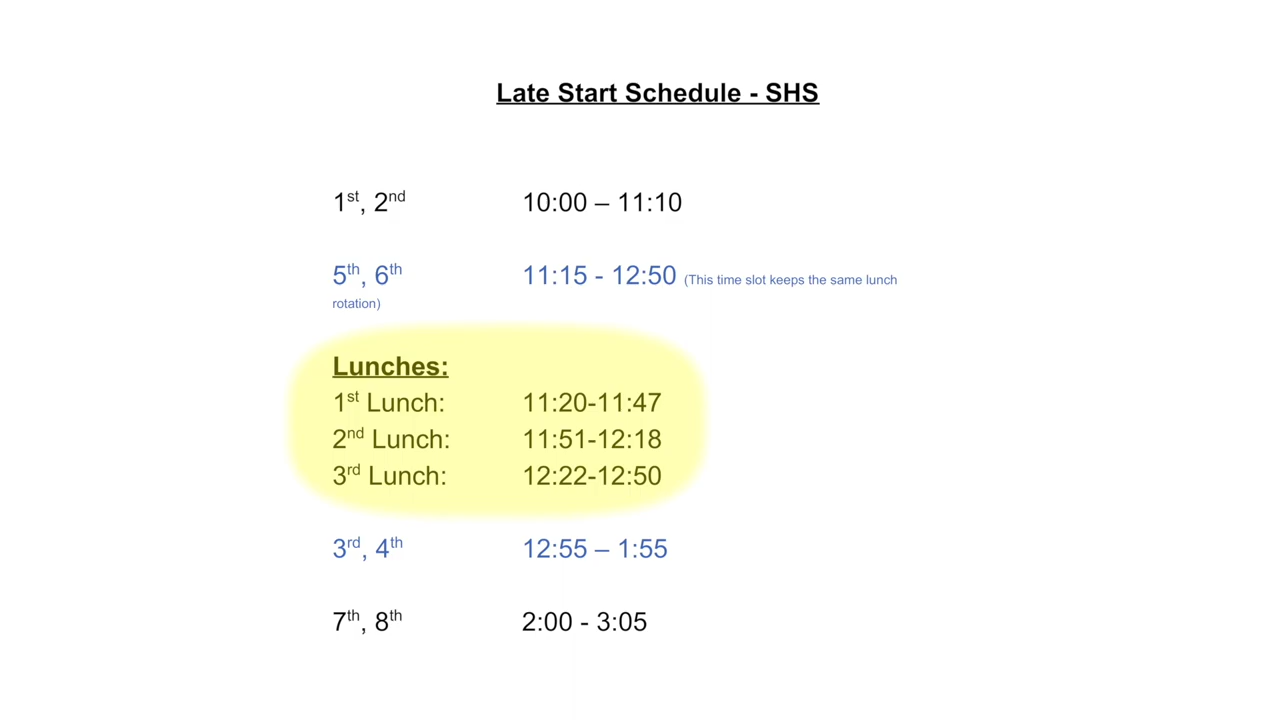 Late Start Schedule - SHS
1st, 2nd 10:00 – 11:10
5th, 6th 11:15 - 12:50 (This time slot keeps the same lunch
rotation)
Lunches:
1st Lunch: 11:20-11:47
2nd Lunch: 11:51-12:18
3rd Lunch: 12:22-12:50
3rd, 4th 12:55 – 1:55
7th, 8th 2:00 - 3:05